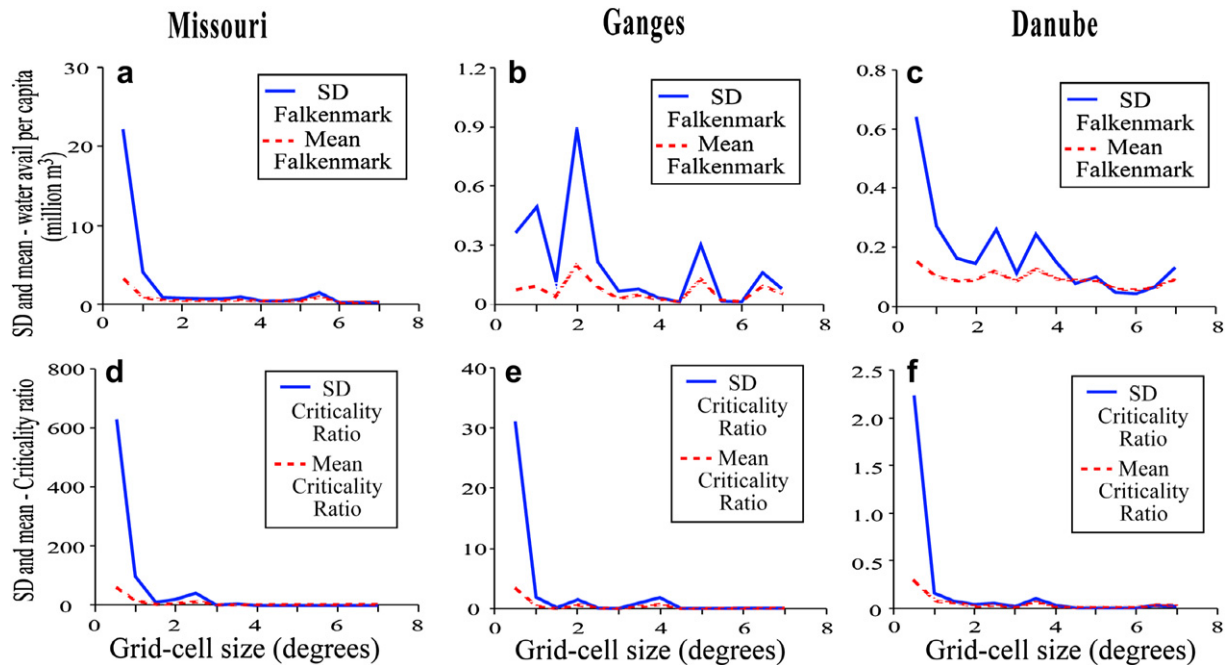 Missouri
Ganges
Danube
SD and mean - water avail per capita
(million m³)
a
30
20
10
0
0
2
4
6
8
SD
Falkenmark
Mean
Falkenmark
b
1.2
0.9
0.6
0.3
0
0
2
4
6
8
SD
Falkenmark
Mean
Falkenmark
c
0.8
0.6
0.4
0.2
0
0
2
4
6
8
SD
Falkenmark
Mean
Falkenmark
SD and mean - Criticality ratio
d
800
600
400
200
0
0
2
4
6
8
SD
Criticality
Ratio
Mean
Criticality
Ratio
Grid-cell size (degrees)
e
40
30
20
10
0
0
2
4
6
8
SD
Criticality
Ratio
Mean
Criticality
Ratio
Grid-cell size (degrees)
f
2.5
2.0
1.5
1.0
0.5
0
0
2
4
6
8
SD
Criticality
Ratio
Mean
Criticality
Ratio
Grid-cell size (degrees)